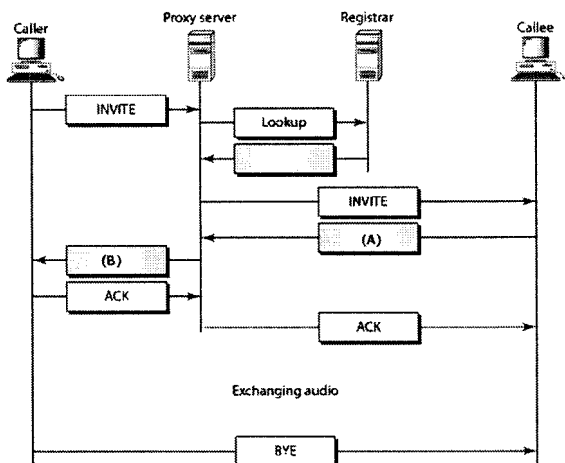 Caller
Proxy server
Registrar
Callee
INVITE
Lookup
INVITE
(A)
(B)
ACK
ACK
Exchanging audio
BYE